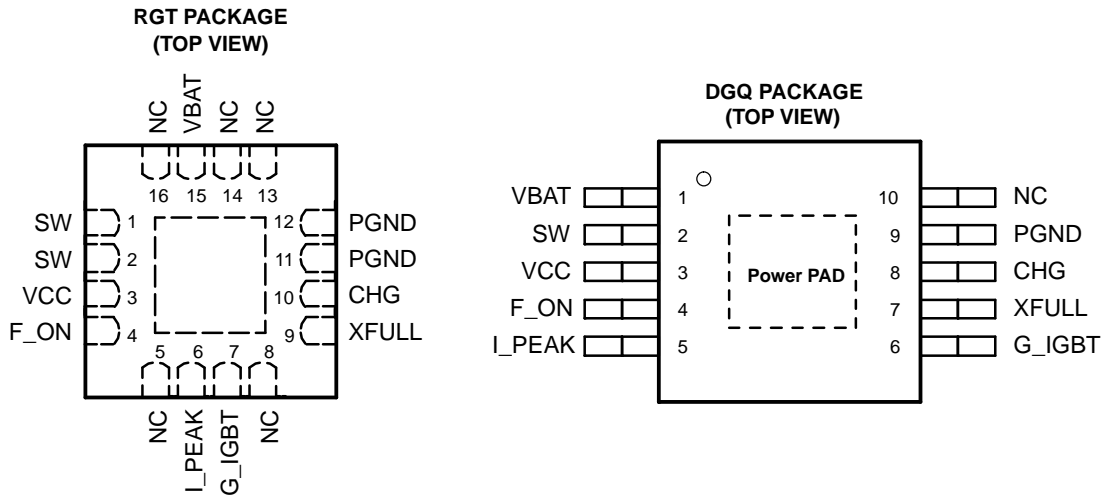 RGT PACKAGE
(TOP VIEW)
NC
VBAT
NC
NC
16 15 14 13
SW 1
SW 2
VCC 3
F_ON 4
12 PGND
11 PGND
10 CHG
9 XFULL
5 6 7 8
NC
I_PEAK
G_IGBT
NC
DGQ PACKAGE
(TOP VIEW)
VBAT 1
SW 2
VCC 3
F_ON 4
I_PEAK 5
Power PAD
10 NC
9 PGND
8 CHG
7 XFULL
6 G_IGBT